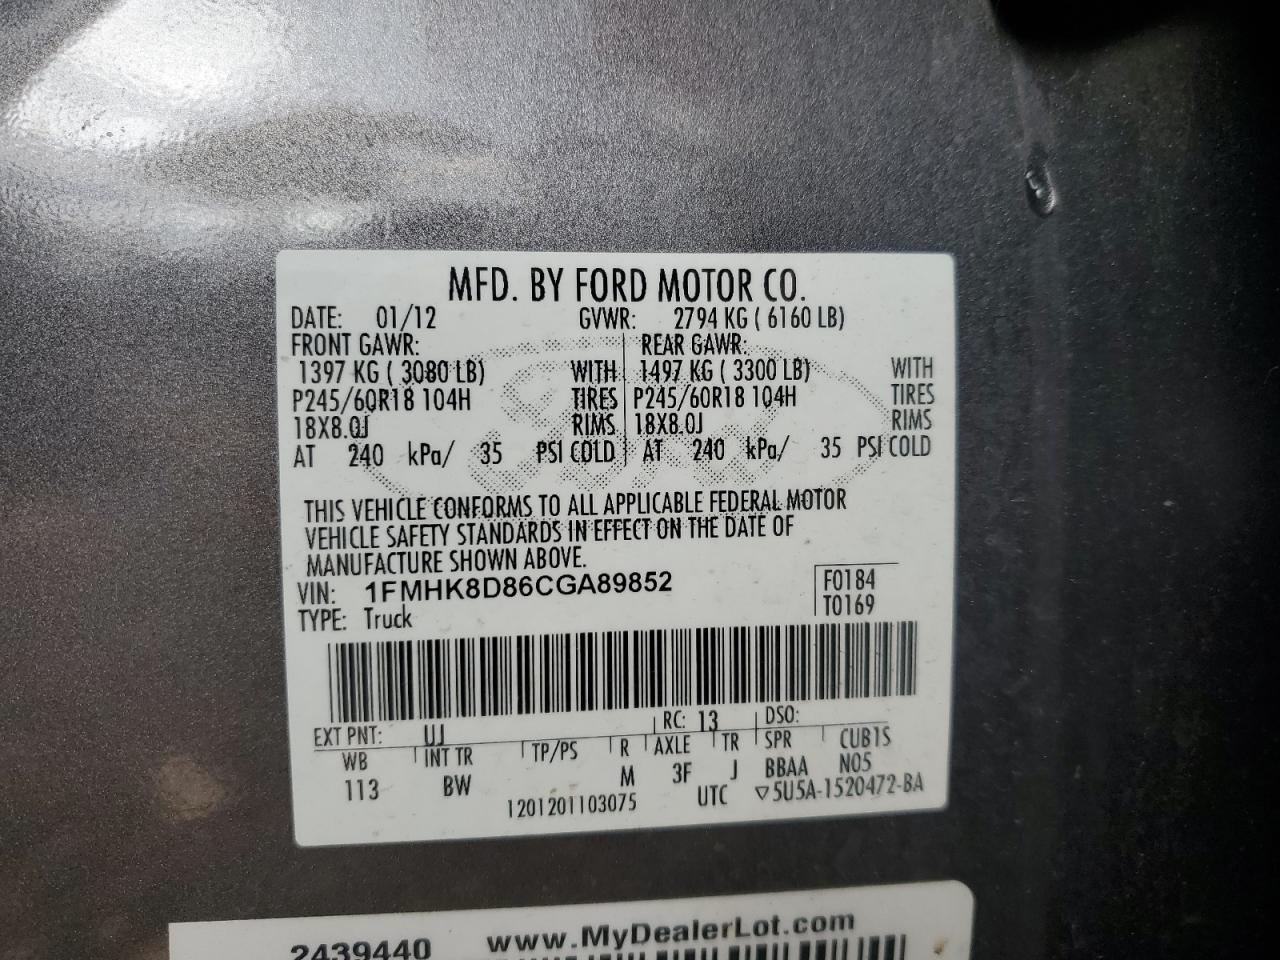 MFD. BY FORD MOTOR CO.
DATE: 01/12 GVWR: 2794 KG ( 6160 LB)
FRONT GAWR: REAR GAWR:
1397 KG ( 3080 LB) WITH 1497 KG ( 3300 LB) WITH
P245/60R18 104H TIRES P245/60R18 104H TIRES
18X8.0J RIMS 18X8.0J RIMS
AT 240 kPa/ 35 PSI COLD AT 240 kPa/ 35 PSI COLD
THIS VEHICLE CONFORMS TO ALL APPLICABLE FEDERAL MOTOR
VEHICLE SAFETY STANDARDS IN EFFECT ON THE DATE OF
MANUFACTURE SHOWN ABOVE.
VIN: 1FMHK8D86CGA89852 F0184
TYPE: Truck T0169
EXT PNT: UJ RC: 13 DSO:
WB INT TR TP/PS R AXLE TR SPR CUB1S
113 BW M 3F J BBAA N05
1201201103075 UTC ▽5U5A-1520472-BA
2439440 www.MyDealerLot.com